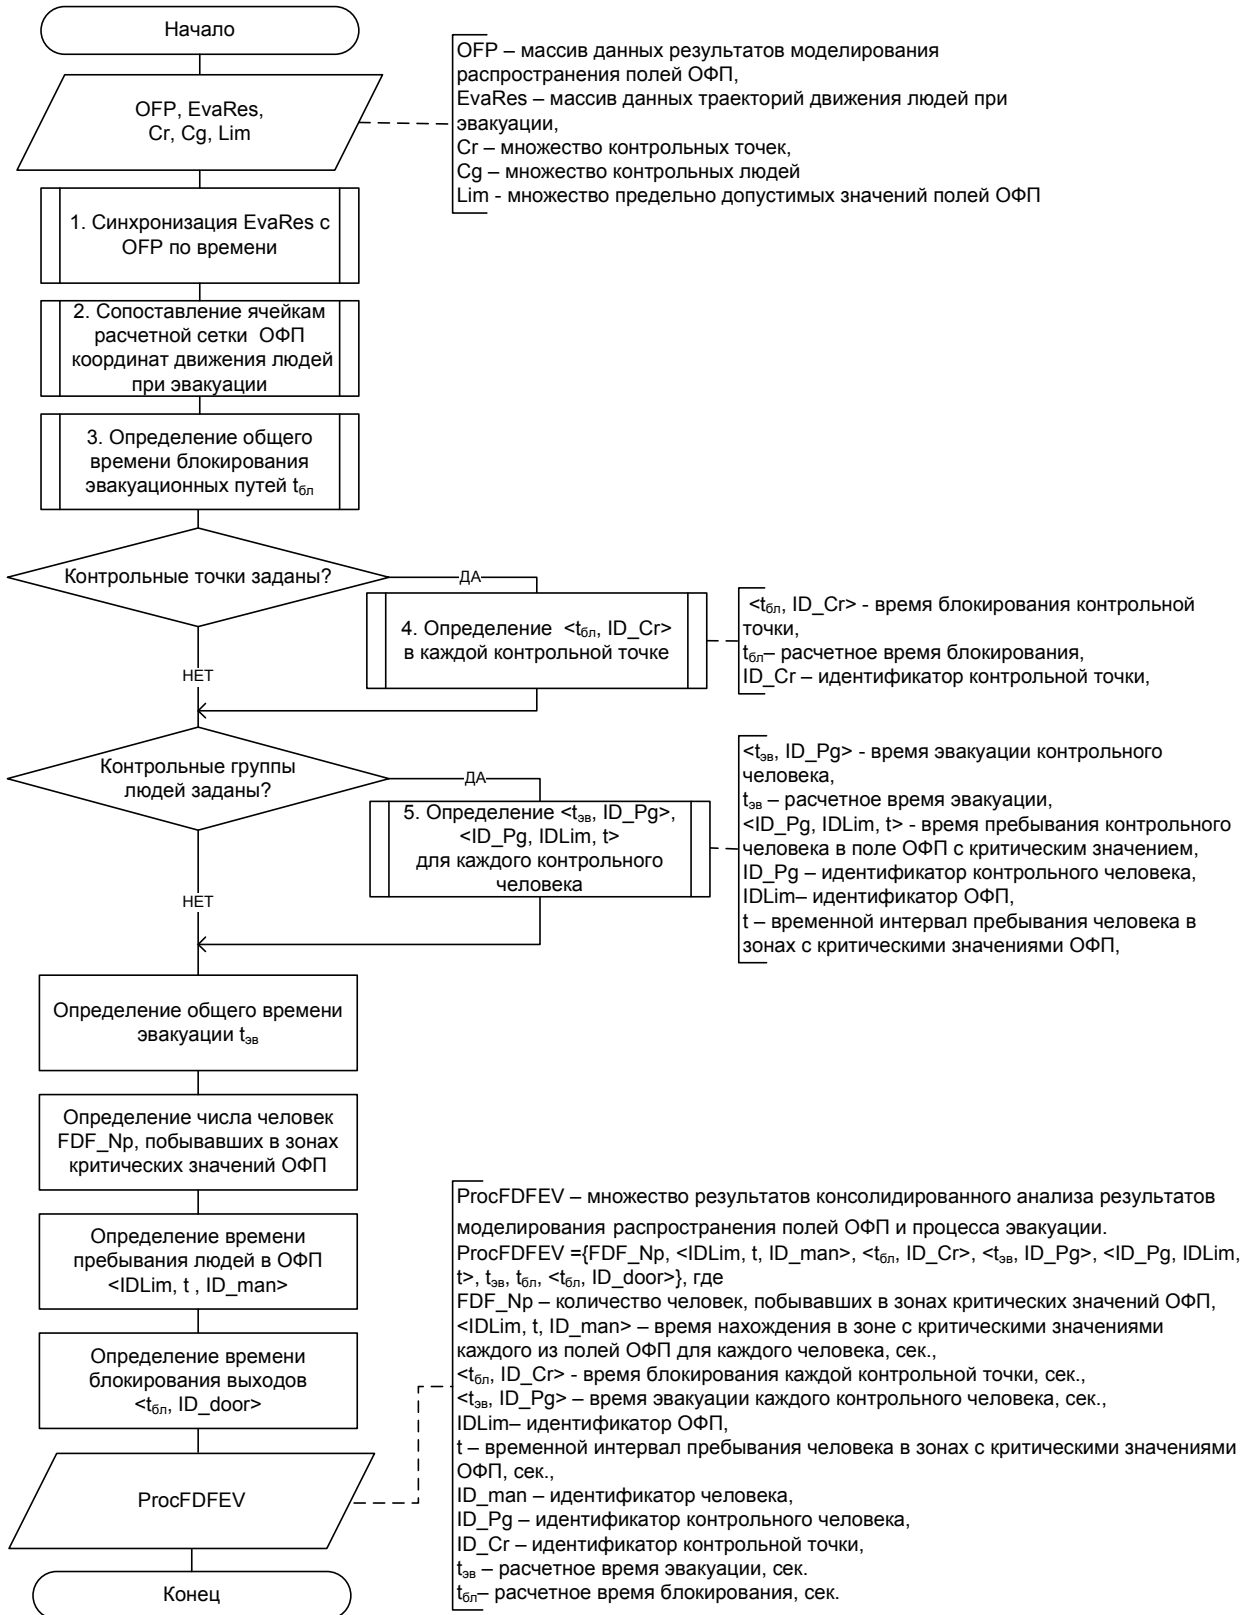 Начало
OFP, EvaRes,
Cr, Cg, Lim
OFP – массив данных результатов моделирования
распространения полей ОФП,
EvaRes – массив данных траекторий движения людей при
эвакуации,
Cr – множество контрольных точек,
Cg – множество контрольных людей
Lim - множество предельно допустимых значений полей ОФП
1. Синхронизация EvaRes с
OFP по времени
2. Сопоставление ячейкам
расчетной сетки ОФП
координат движения людей
при эвакуации
3. Определение общего
времени блокирования
эвакуационных путей tбл
Контрольные точки заданы?
ДА
НЕТ
4. Определение <tбл, ID_Cr>
в каждой контрольной точке
<tбл, ID_Cr> - время блокирования контрольной
точки,
tбл– расчетное время блокирования,
ID_Cr – идентификатор контрольной точки,
Контрольные группы
людей заданы?
ДА
НЕТ
5. Определение <tэв, ID_Pg>,
<ID_Pg, IDLim, t>
для каждого контрольного
человека
<tэв, ID_Pg> - время эвакуации контрольного
человека,
tэв – расчетное время эвакуации,
<ID_Pg, IDLim, t> - время пребывания контрольного
человека в поле ОФП с критическим значением,
ID_Pg – идентификатор контрольного человека,
IDLim– идентификатор ОФП,
t – временной интервал пребывания человека в
зонах с критическими значениями ОФП,
Определение общего времени
эвакуации tэв
Определение числа человек
FDF_Np, побывавших в зонах
критических значений ОФП
Определение времени
пребывания людей в ОФП
<IDLim, t , ID_man>
Определение времени
блокирования выходов
<tбл, ID_door>
ProcFDFEV
ProcFDFEV – множество результатов консолидированного анализа результатов
моделирования распространения полей ОФП и процесса эвакуации.
ProcFDFEV ={FDF_Np, <IDLim, t, ID_man>, <tбл, ID_Cr>, <tэв, ID_Pg>, <ID_Pg, IDLim,
t>, tэв, tбл, <tбл, ID_door>}, где
FDF_Np – количество человек, побывавших в зонах критических значений ОФП,
<IDLim, t, ID_man> – время нахождения в зоне с критическими значениями
каждого из полей ОФП для каждого человека, сек.,
<tбл, ID_Cr> - время блокирования каждой контрольной точки, сек.,
<tэв, ID_Pg> – время эвакуации каждого контрольного человека, сек.,
IDLim– идентификатор ОФП,
t – временной интервал пребывания человека в зонах с критическими значениями
ОФП, сек.,
ID_man – идентификатор человека,
ID_Pg – идентификатор контрольного человека,
ID_Cr – идентификатор контрольной точки,
tэв – расчетное время эвакуации, сек.
tбл– расчетное время блокирования, сек.
Конец